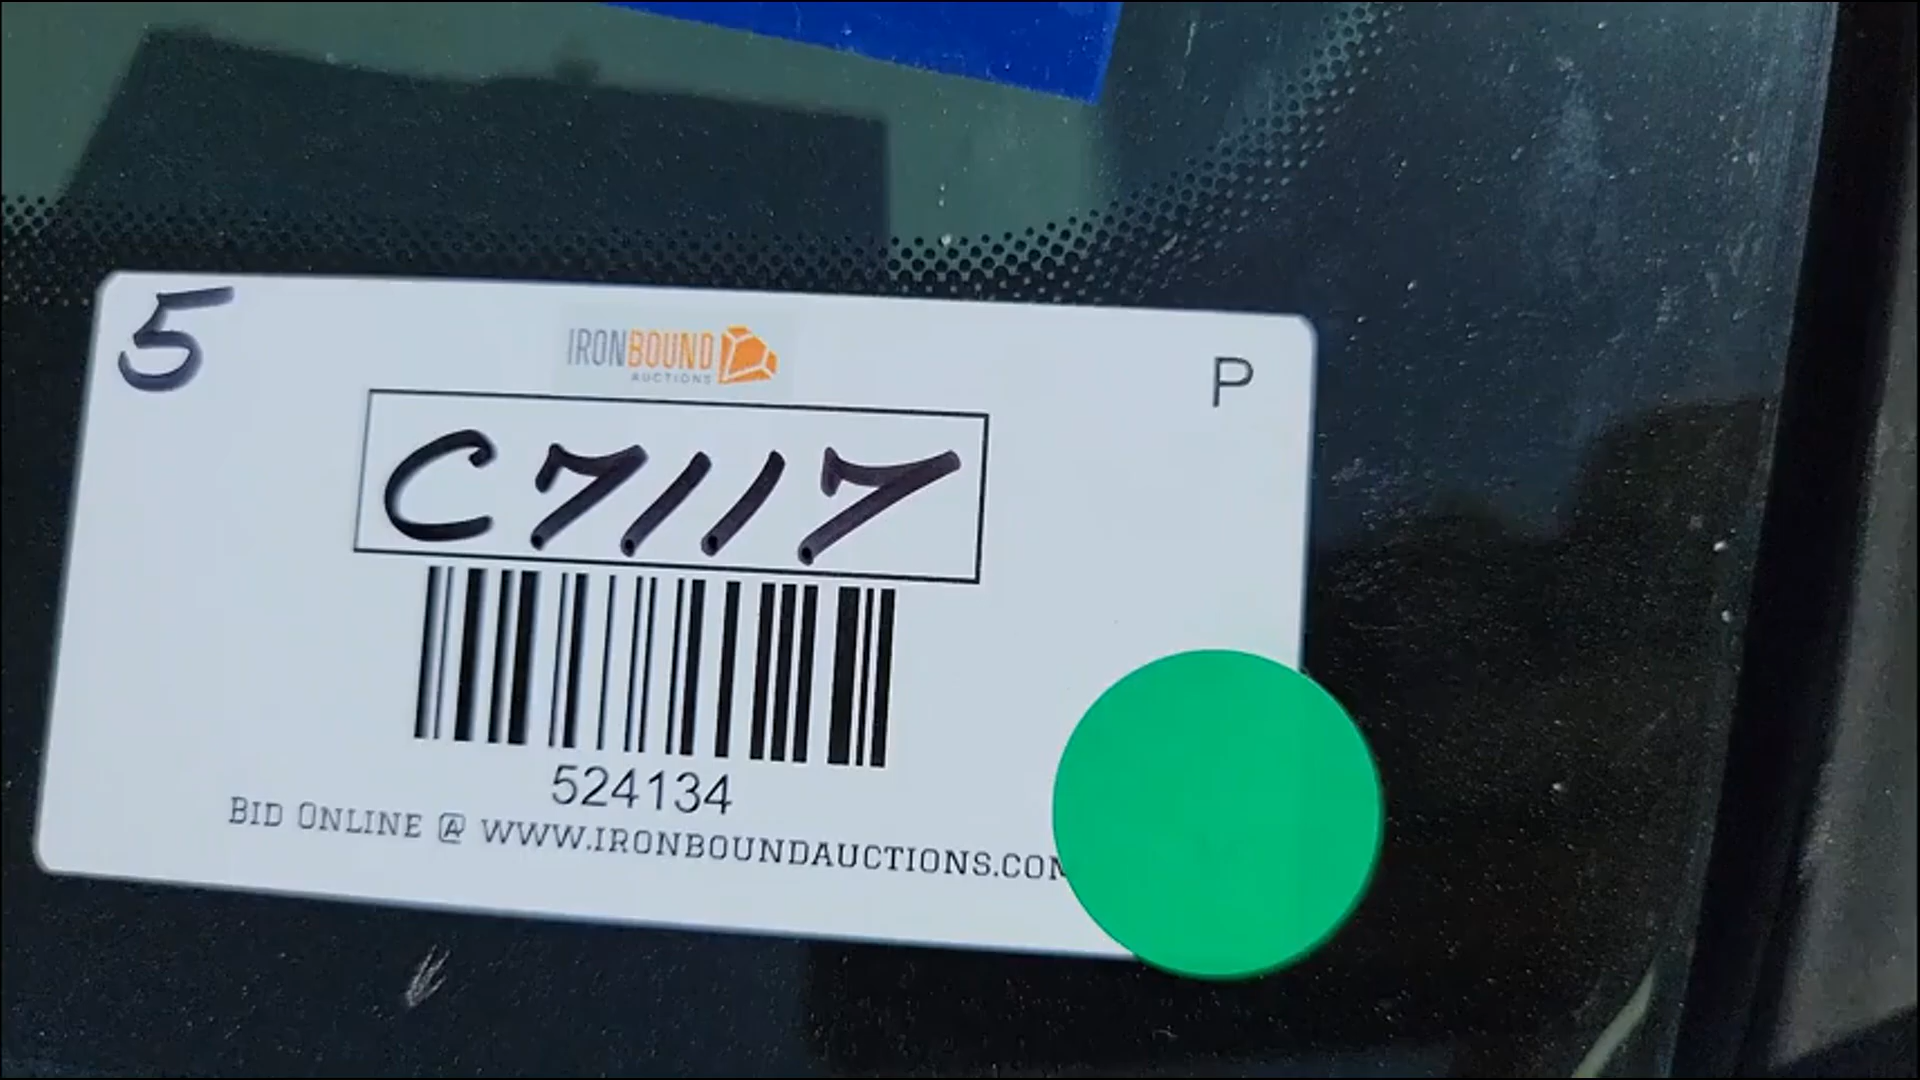 5
IRONBOUND
AUCTIONS
P
C7117
524134
BID ONLINE @ WWW.IRONBOUNDAUCTIONS.COM